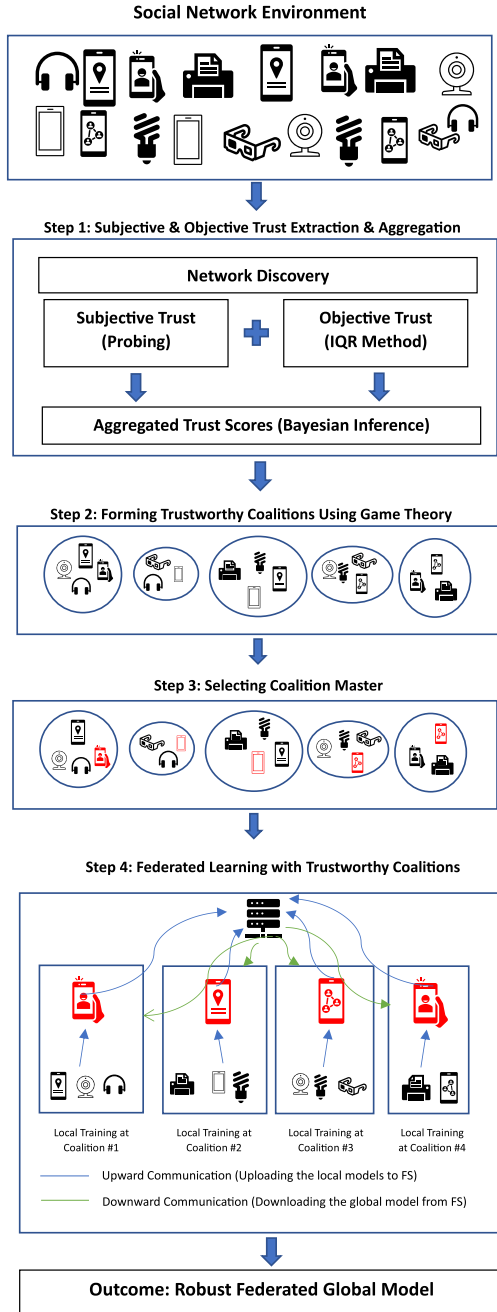 Social Network Environment
Step 1: Subjective & Objective Trust Extraction & Aggregation
Network Discovery
Subjective Trust
(Probing)
Objective Trust
(IQR Method)
Aggregated Trust Scores (Bayesian Inference)
Step 2: Forming Trustworthy Coalitions Using Game Theory
Step 3: Selecting Coalition Master
Step 4: Federated Learning with Trustworthy Coalitions
Local Training at
Coalition #1
Local Training at
Coalition #2
Local Training at
Coalition #3
Local Training
at Coalition #4
Upward Communication (Uploading the local models to FS)
Downward Communication (Downloading the global model from FS)
Outcome: Robust Federated Global Model